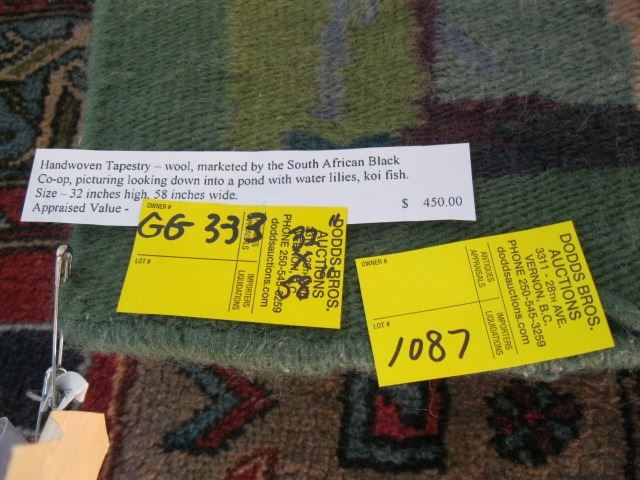 Handwoven Tapestry – wool, marketed by the South African Black
Co-op, picturing looking down into a pond with water lilies, koi fish.
Size – 32 inches high, 58 inches wide.
Appraised Value - $ 450.00
OWNER #
GG 333
LOT #
IMPORTERS
LIQUIDATIONS
DODDS BROS.
AUCTIONS
PHONE 250-545-3259
doddsauctions.com
OWNER #
LOT #
1087
ANTIQUES
APPRAISALS
IMPORTERS
LIQUIDATIONS
DODDS BROS.
AUCTIONS
3311 - 28TH AVE.
VERNON, B.C.
PHONE 250-545-3259
doddsauctions.com